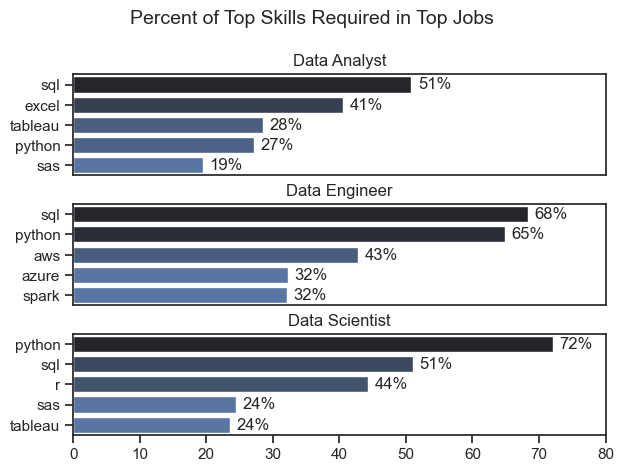 Percent of Top Skills Required in Top Jobs
Data Analyst
sql 51%
excel 41%
tableau 28%
python 27%
sas 19%
Data Engineer
sql 68%
python 65%
aws 43%
azure 32%
spark 32%
Data Scientist
python 72%
sql 51%
r 44%
sas 24%
tableau 24%
0 10 20 30 40 50 60 70 80